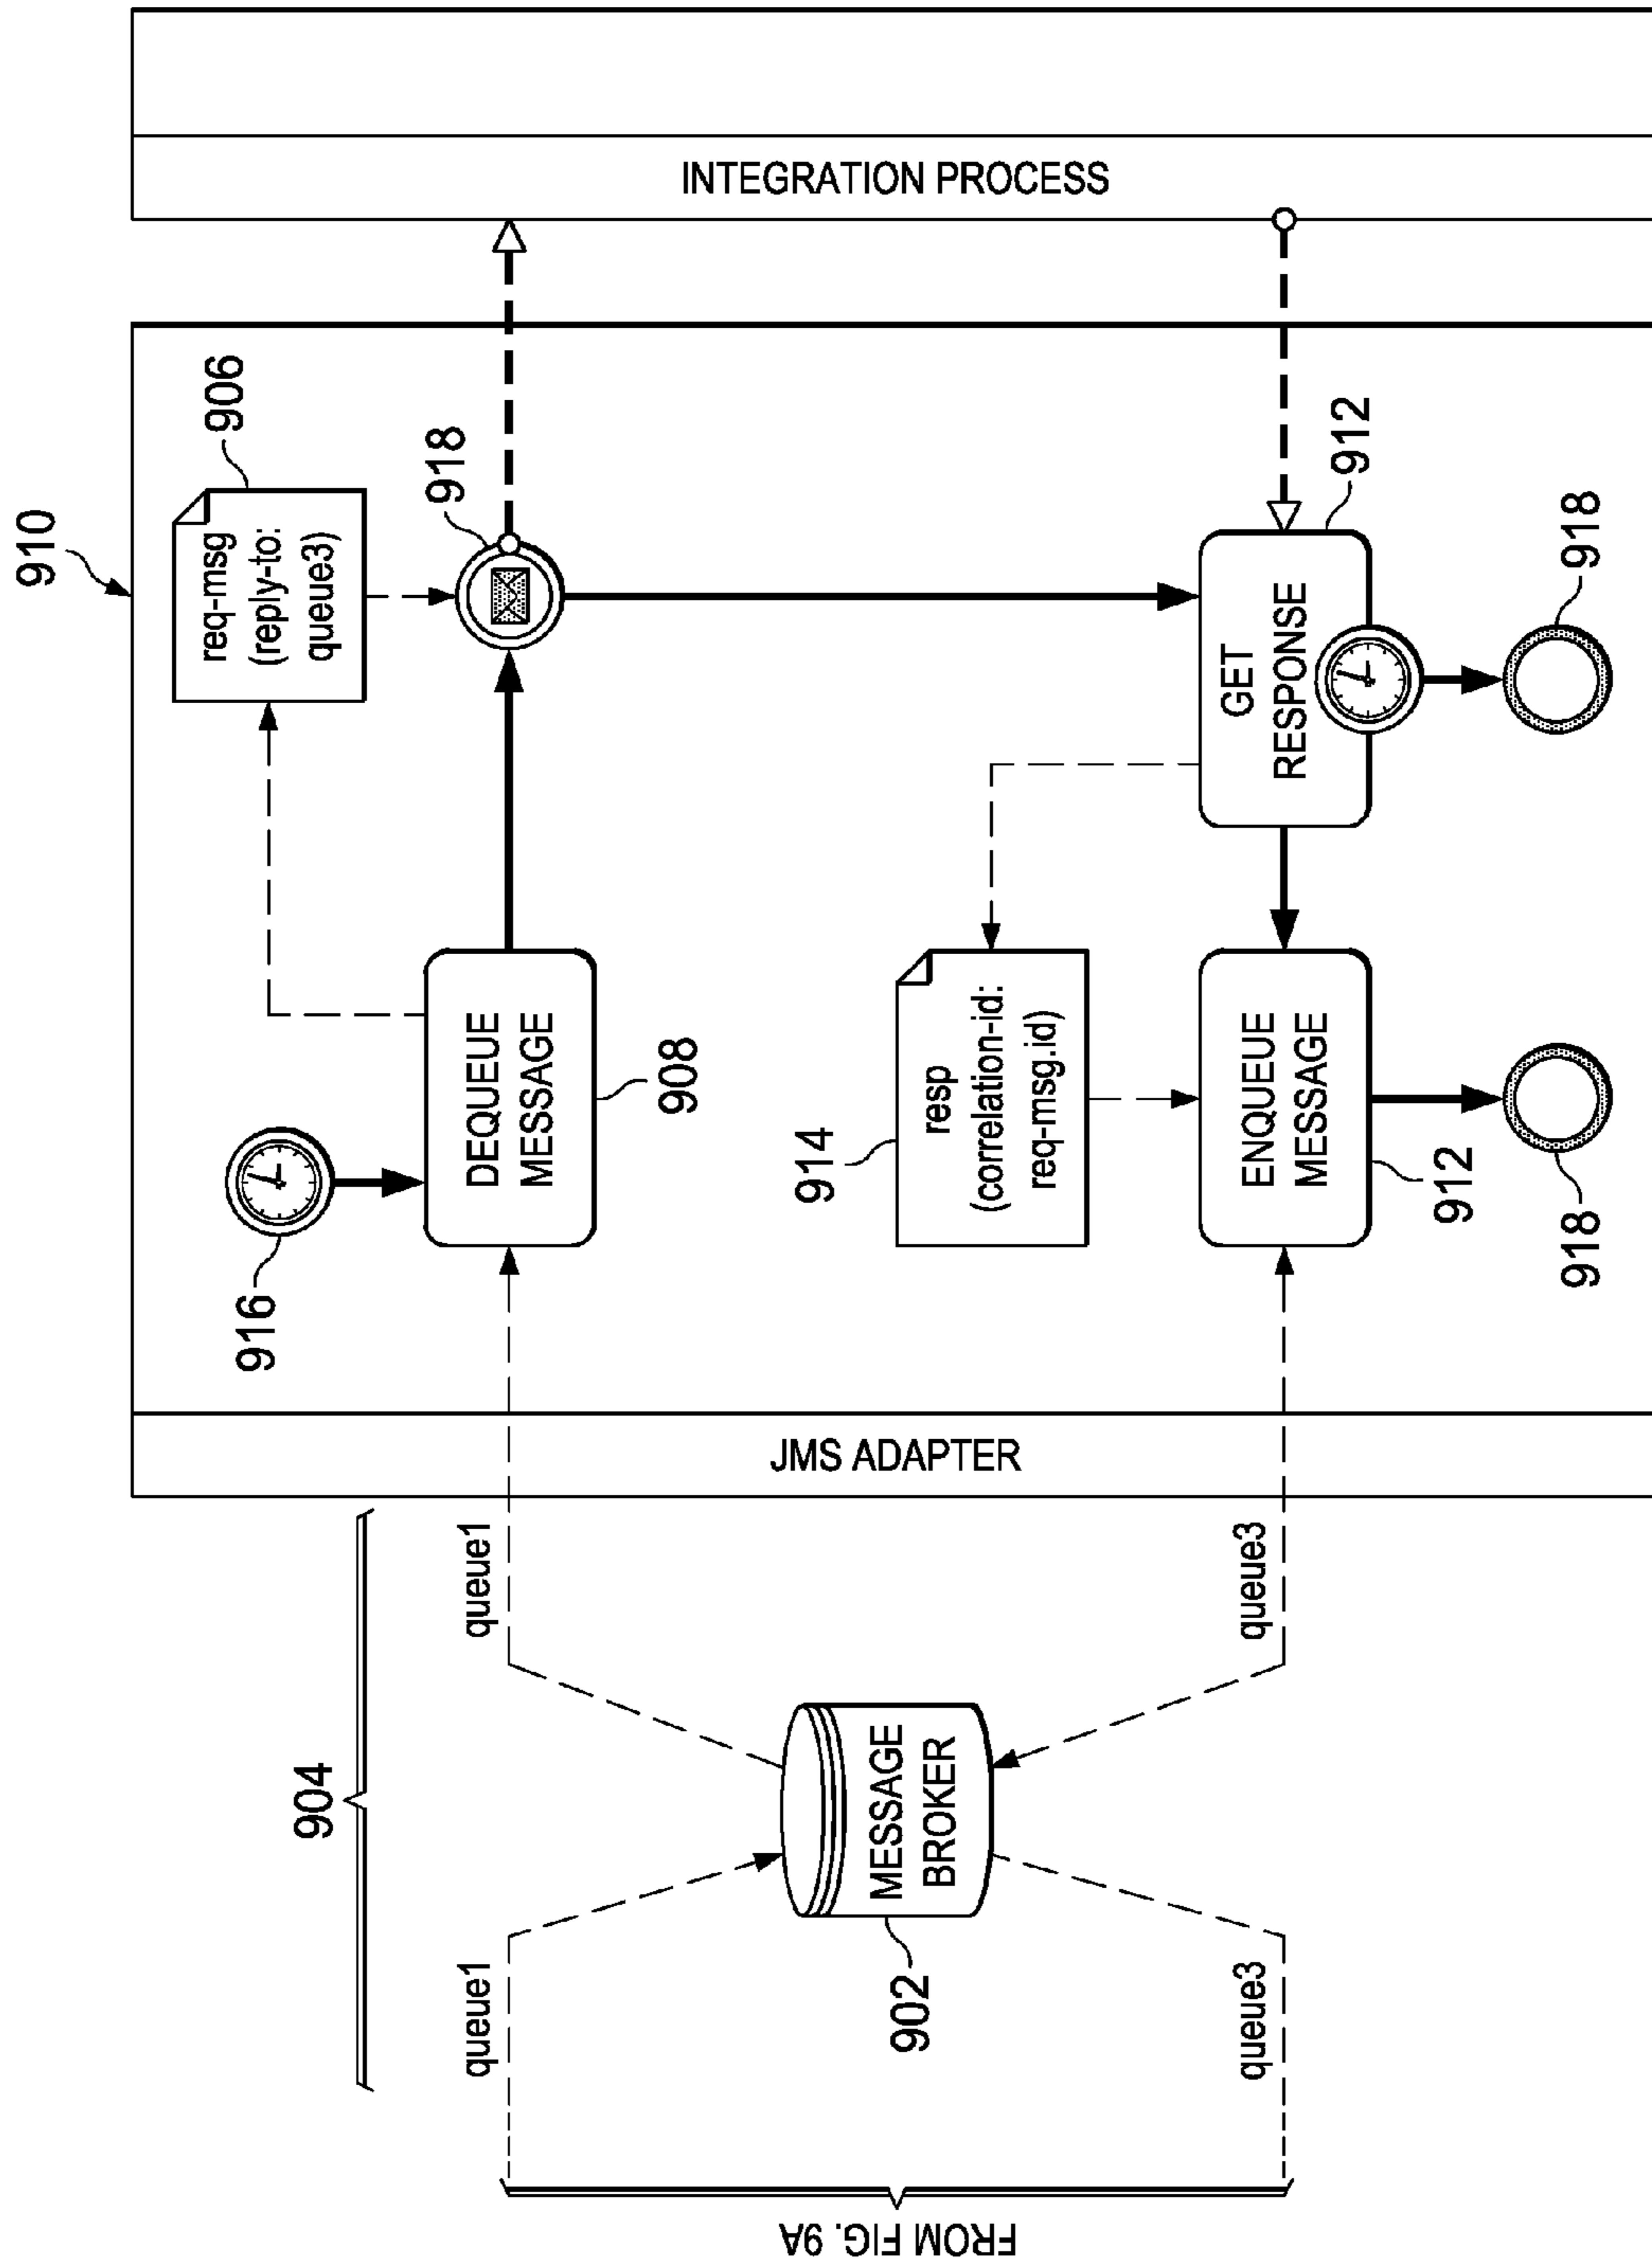 910
904
req-msg
(reply-to:
queue3)
906
916
queue1
queue1
DEQUEUE
MESSAGE
908
918
FROM FIG. 9A
902
MESSAGE
BROKER
JMS ADAPTER
914
resp
(correlation-id:
req-msg.id)
INTEGRATION PROCESS
queue3
queue3
ENQUEUE
MESSAGE
912
GET
RESPONSE
912
918
918